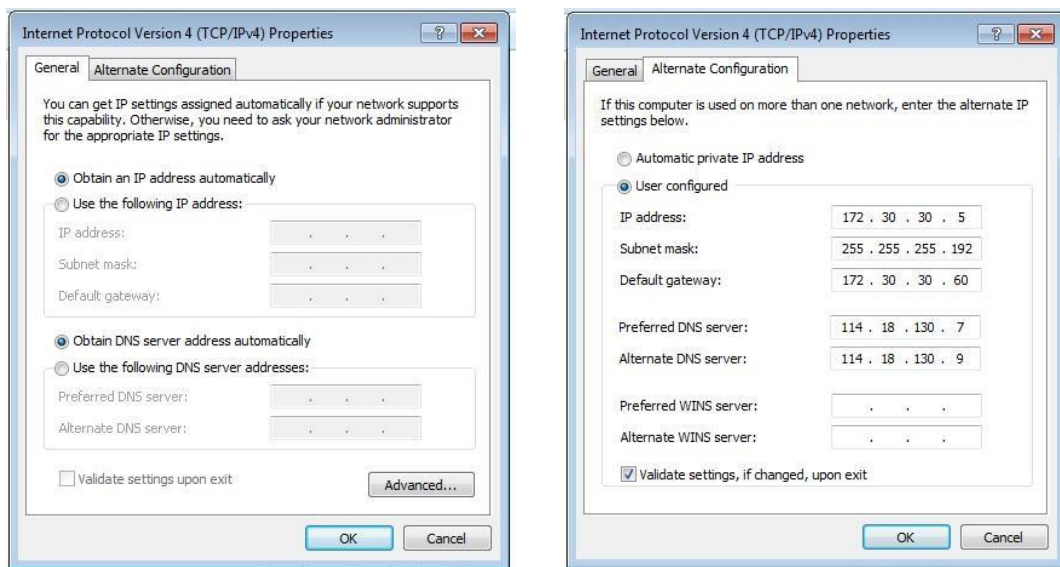 Internet Protocol Version 4 (TCP/IPv4) Properties
General Alternate Configuration
You can get IP settings assigned automatically if your network supports
this capability. Otherwise, you need to ask your network administrator
for the appropriate IP settings.
Obtain an IP address automatically
Use the following IP address:
IP address: . . .
Subnet mask: . . .
Default gateway: . . .
Obtain DNS server address automatically
Use the following DNS server addresses:
Preferred DNS server: . . .
Alternate DNS server: . . .
Validate settings upon exit
Advanced...
OK Cancel
Internet Protocol Version 4 (TCP/IPv4) Properties
General Alternate Configuration
If this computer is used on more than one network, enter the alternate IP
settings below.
Automatic private IP address
User configured
IP address: 172 . 30 . 30 . 5
Subnet mask: 255 . 255 . 255 . 192
Default gateway: 172 . 30 . 30 . 60
Preferred DNS server: 114 . 18 . 130 . 7
Alternate DNS server: 114 . 18 . 130 . 9
Preferred WINS server: . . .
Alternate WINS server: . . .
Validate settings, if changed, upon exit
OK Cancel